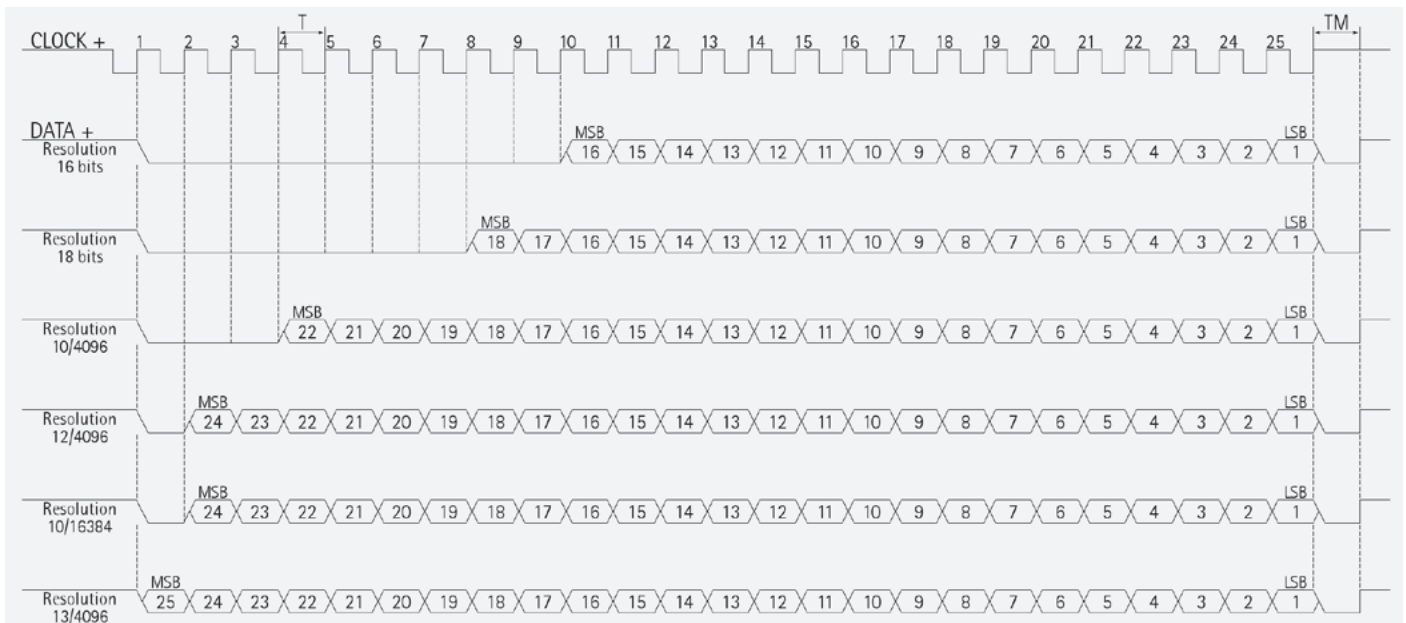 T TM
CLOCK + 1 2 3 4 5 6 7 8 9 10 11 12 13 14 15 16 17 18 19 20 21 22 23 24 25
DATA +
MSB LSB
Resolution
16 bits
16 15 14 13 12 11 10 9 8 7 6 5 4 3 2 1
MSB LSB
Resolution
18 bits
18 17 16 15 14 13 12 11 10 9 8 7 6 5 4 3 2 1
MSB LSB
Resolution
10/4096
22 21 20 19 18 17 16 15 14 13 12 11 10 9 8 7 6 5 4 3 2 1
MSB LSB
Resolution
12/4096
24 23 22 21 20 19 18 17 16 15 14 13 12 11 10 9 8 7 6 5 4 3 2 1
MSB LSB
Resolution
10/16384
24 23 22 21 20 19 18 17 16 15 14 13 12 11 10 9 8 7 6 5 4 3 2 1
MSB LSB
Resolution
13/4096
25 24 23 22 21 20 19 18 17 16 15 14 13 12 11 10 9 8 7 6 5 4 3 2 1